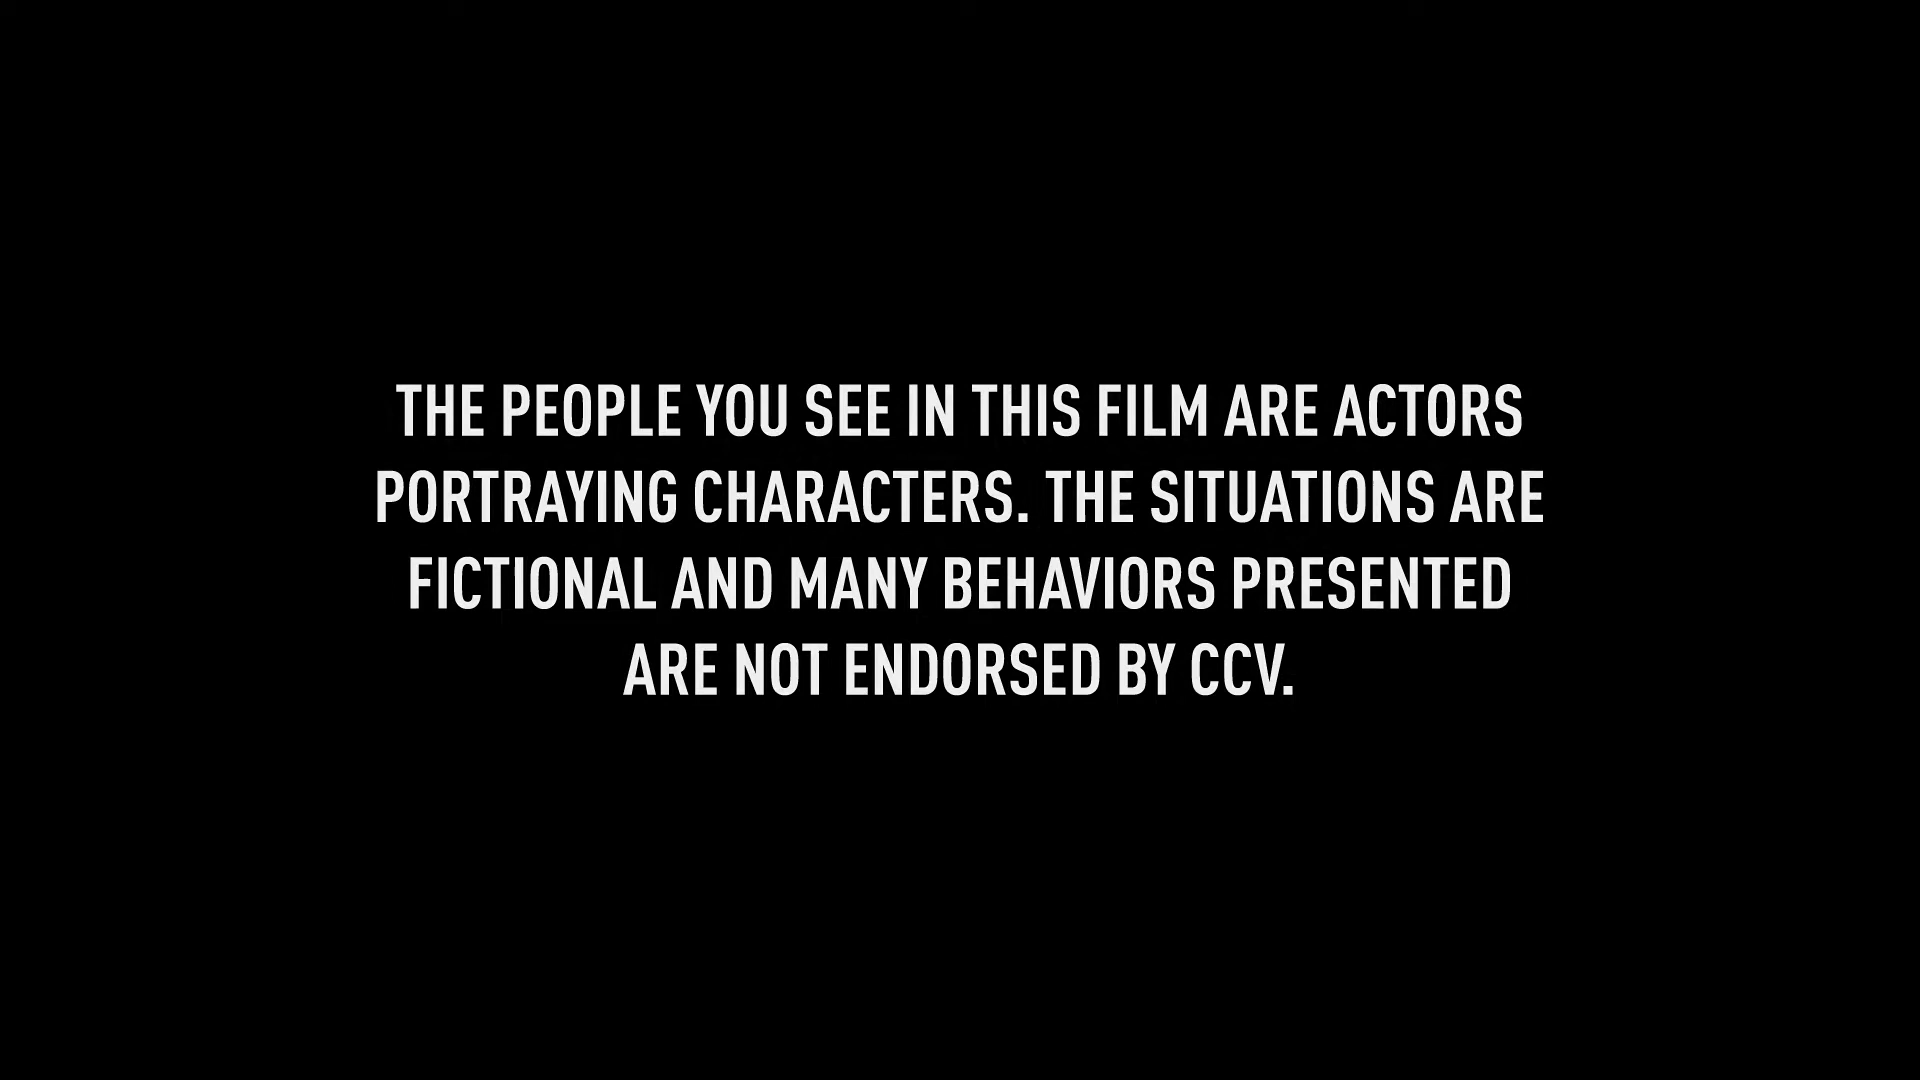 THE PEOPLE YOU SEE IN THIS FILM ARE ACTORS
PORTRAYING CHARACTERS. THE SITUATIONS ARE
FICTIONAL AND MANY BEHAVIORS PRESENTED
ARE NOT ENDORSED BY CCV.